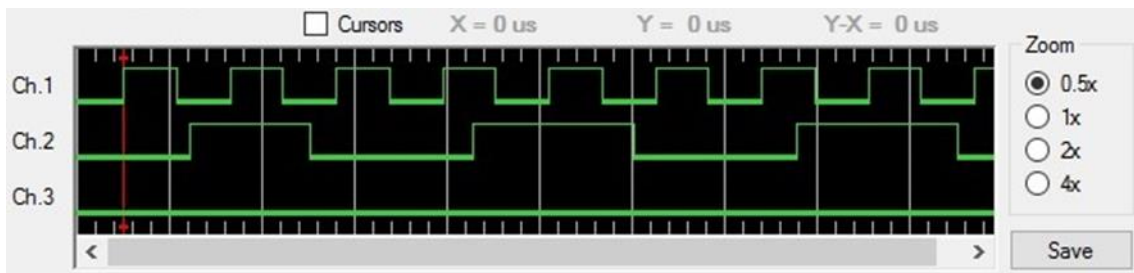 Cursors X = 0 us Y = 0 us Y-X = 0 us
Zoom
Ch.1
0.5x
1x
Ch.2
2x
4x
Ch.3
< >
Save